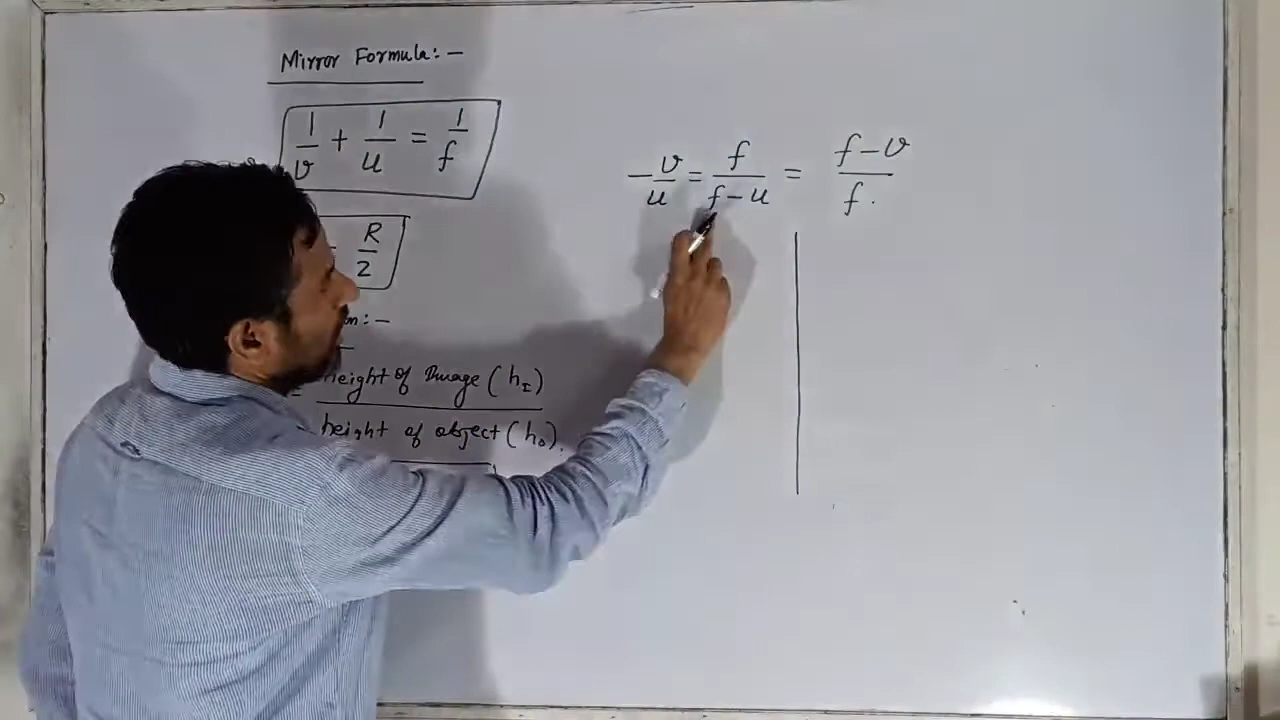 Mirror Formula:-
1/v + 1/u = 1/f
R/2
n:-
= height of Image (hI)
height of object (ho).
-v/u = f/f-u = f-v/f.